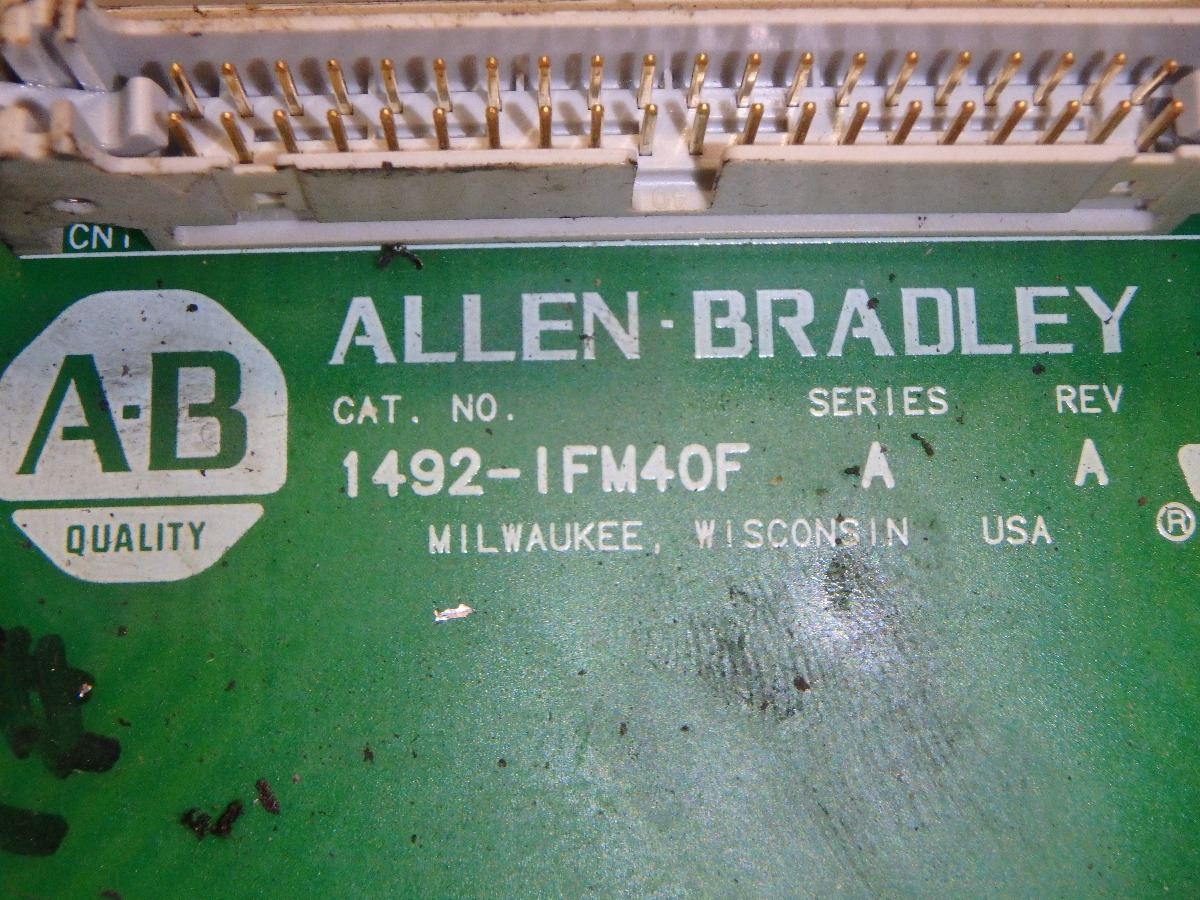 CN1
ALLEN-BRADLEY
A-B
QUALITY
CAT. NO. SERIES REV
1492-IFM40F A A
MILWAUKEE, WISCONSIN USA
®